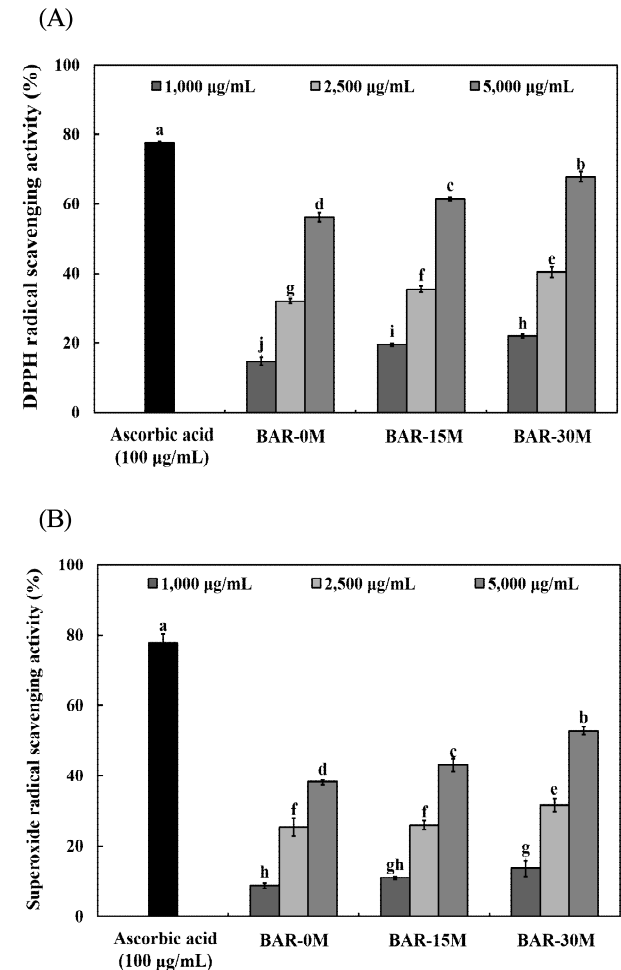 (A)
DPPH radical scavenging activity (%)
100
80
60
40
20
0
1,000 µg/mL 2,500 µg/mL 5,000 µg/mL
a
j
g
d
i
f
c
h
e
b
Ascorbic acid
(100 µg/mL)
BAR-0M
BAR-15M
BAR-30M
(B)
Superoxide radical scavenging activity (%)
100
80
60
40
20
0
1,000 µg/mL 2,500 µg/mL 5,000 µg/mL
a
h
f
d
gh
f
c
g
e
b
Ascorbic acid
(100 µg/mL)
BAR-0M
BAR-15M
BAR-30M